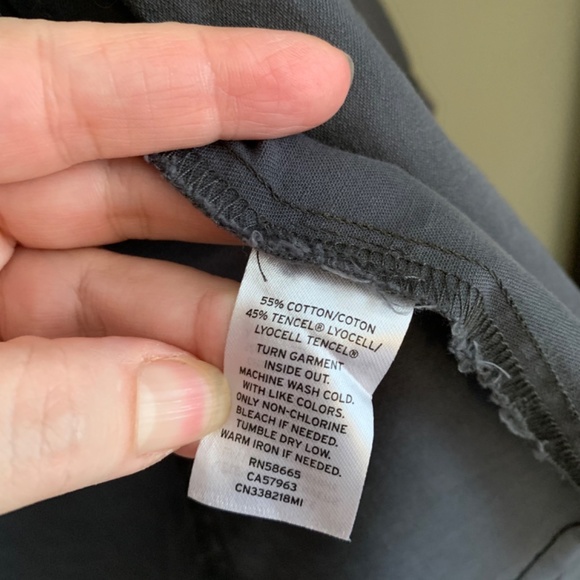 55% COTTON/COTON
45% TENCEL® LYOCELL/
LYOCELL TENCEL®
TURN GARMENT
INSIDE OUT.
MACHINE WASH COLD.
WITH LIKE COLORS.
ONLY NON-CHLORINE
BLEACH IF NEEDED.
TUMBLE DRY LOW.
WARM IRON IF NEEDED.
RN58665
CA57963
CN338218MI